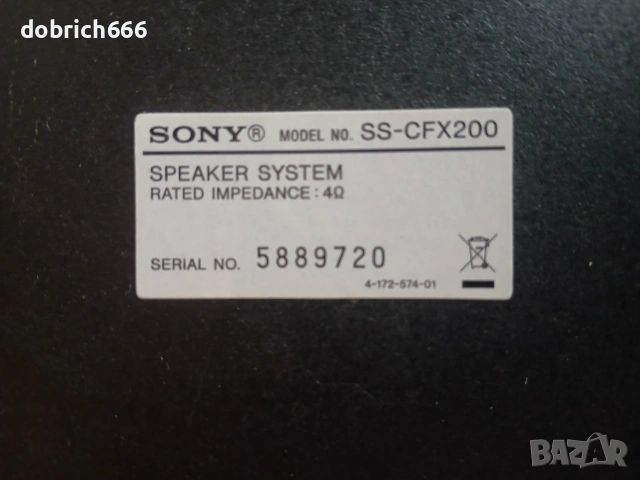 dobrich666
SONY® MODEL NO. SS-CFX200
SPEAKER SYSTEM
RATED IMPEDANCE : 4Ω
SERIAL NO. 5889720
4-172-574-01
BAZAR